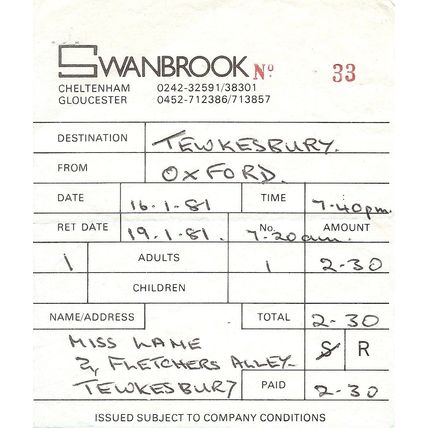 SWANBROOK No 33
CHELTENHAM 0242-32591/38301
GLOUCESTER 0452-712386/713857
DESTINATION TEWKESBURY.
FROM OXFORD.
DATE 16.1.81 TIME 7.40pm.
RET DATE 19.1.81. No. 7-20am. AMOUNT
1 ADULTS 1 2-30
CHILDREN
NAME/ADDRESS TOTAL 2-30
MISS LANE S R
2, FLETCHERS ALLEY
TEWKESBURY PAID 2-30
ISSUED SUBJECT TO COMPANY CONDITIONS